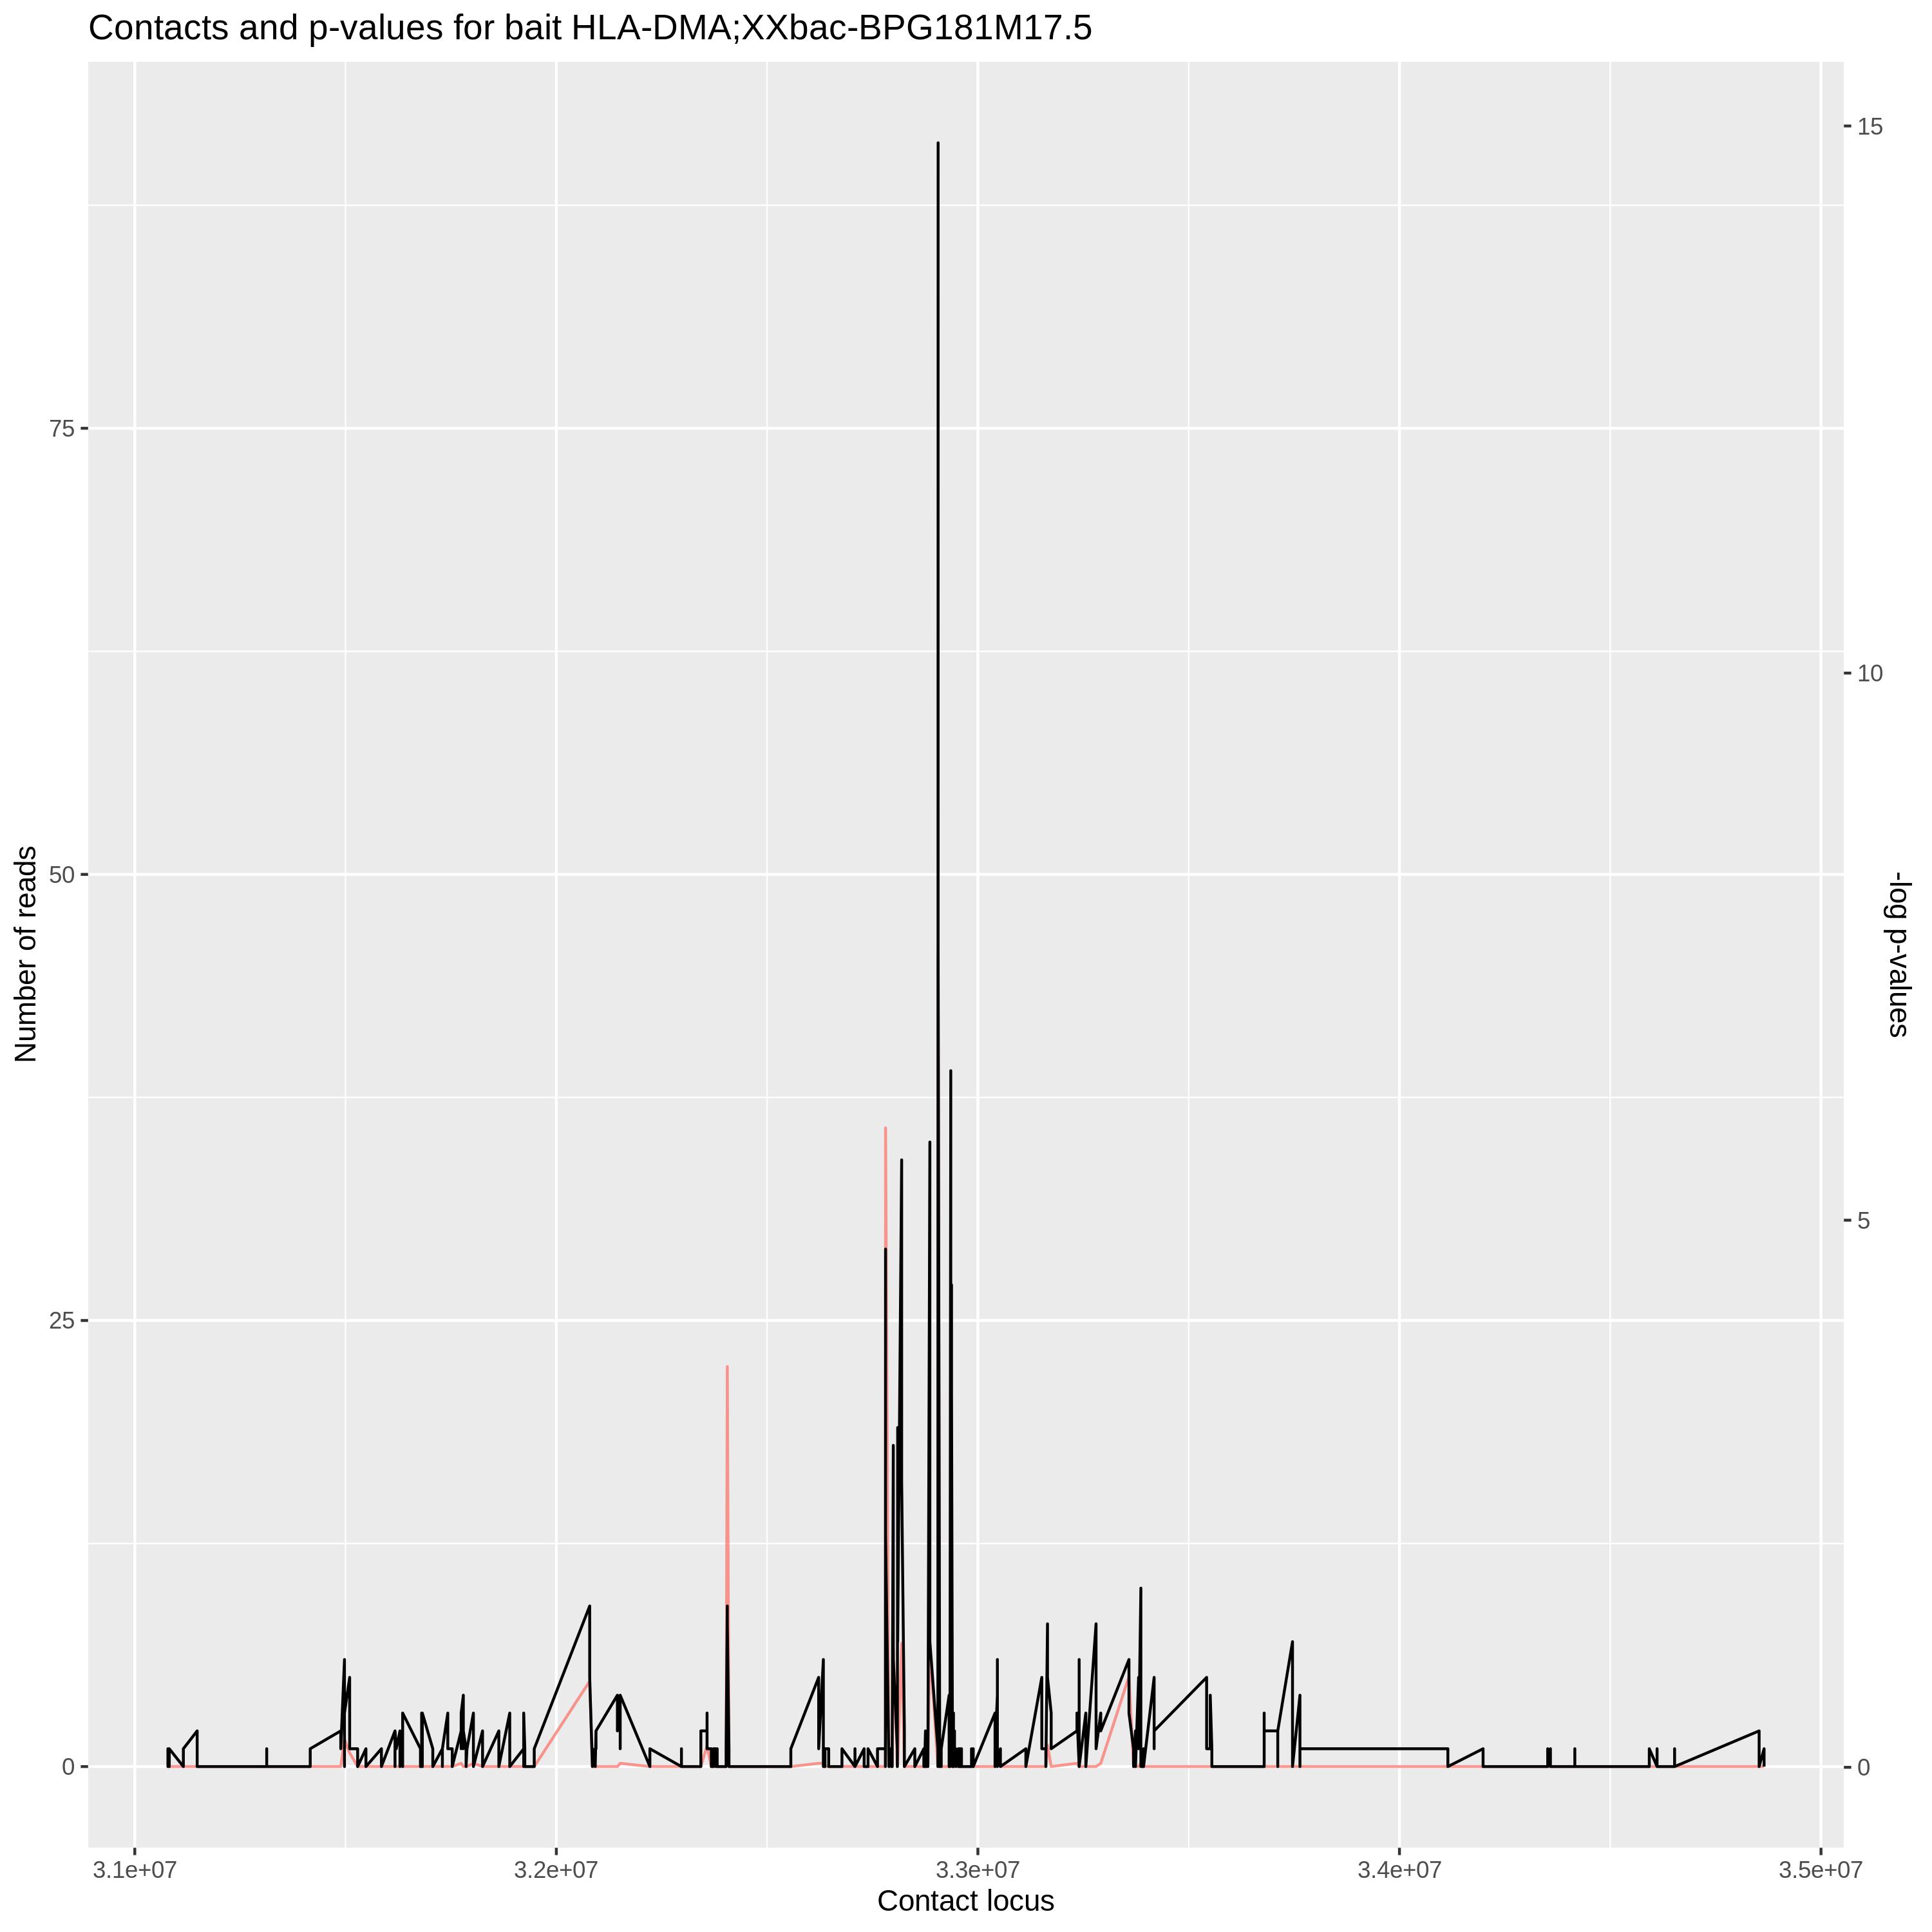 Contacts and p-values for bait HLA-DMA;XXbac-BPG181M17.5
Number of reads
75
50
25
0
15
10
5
0
-log p-values
3.1e+07
3.2e+07
3.3e+07
3.4e+07
3.5e+07
Contact locus